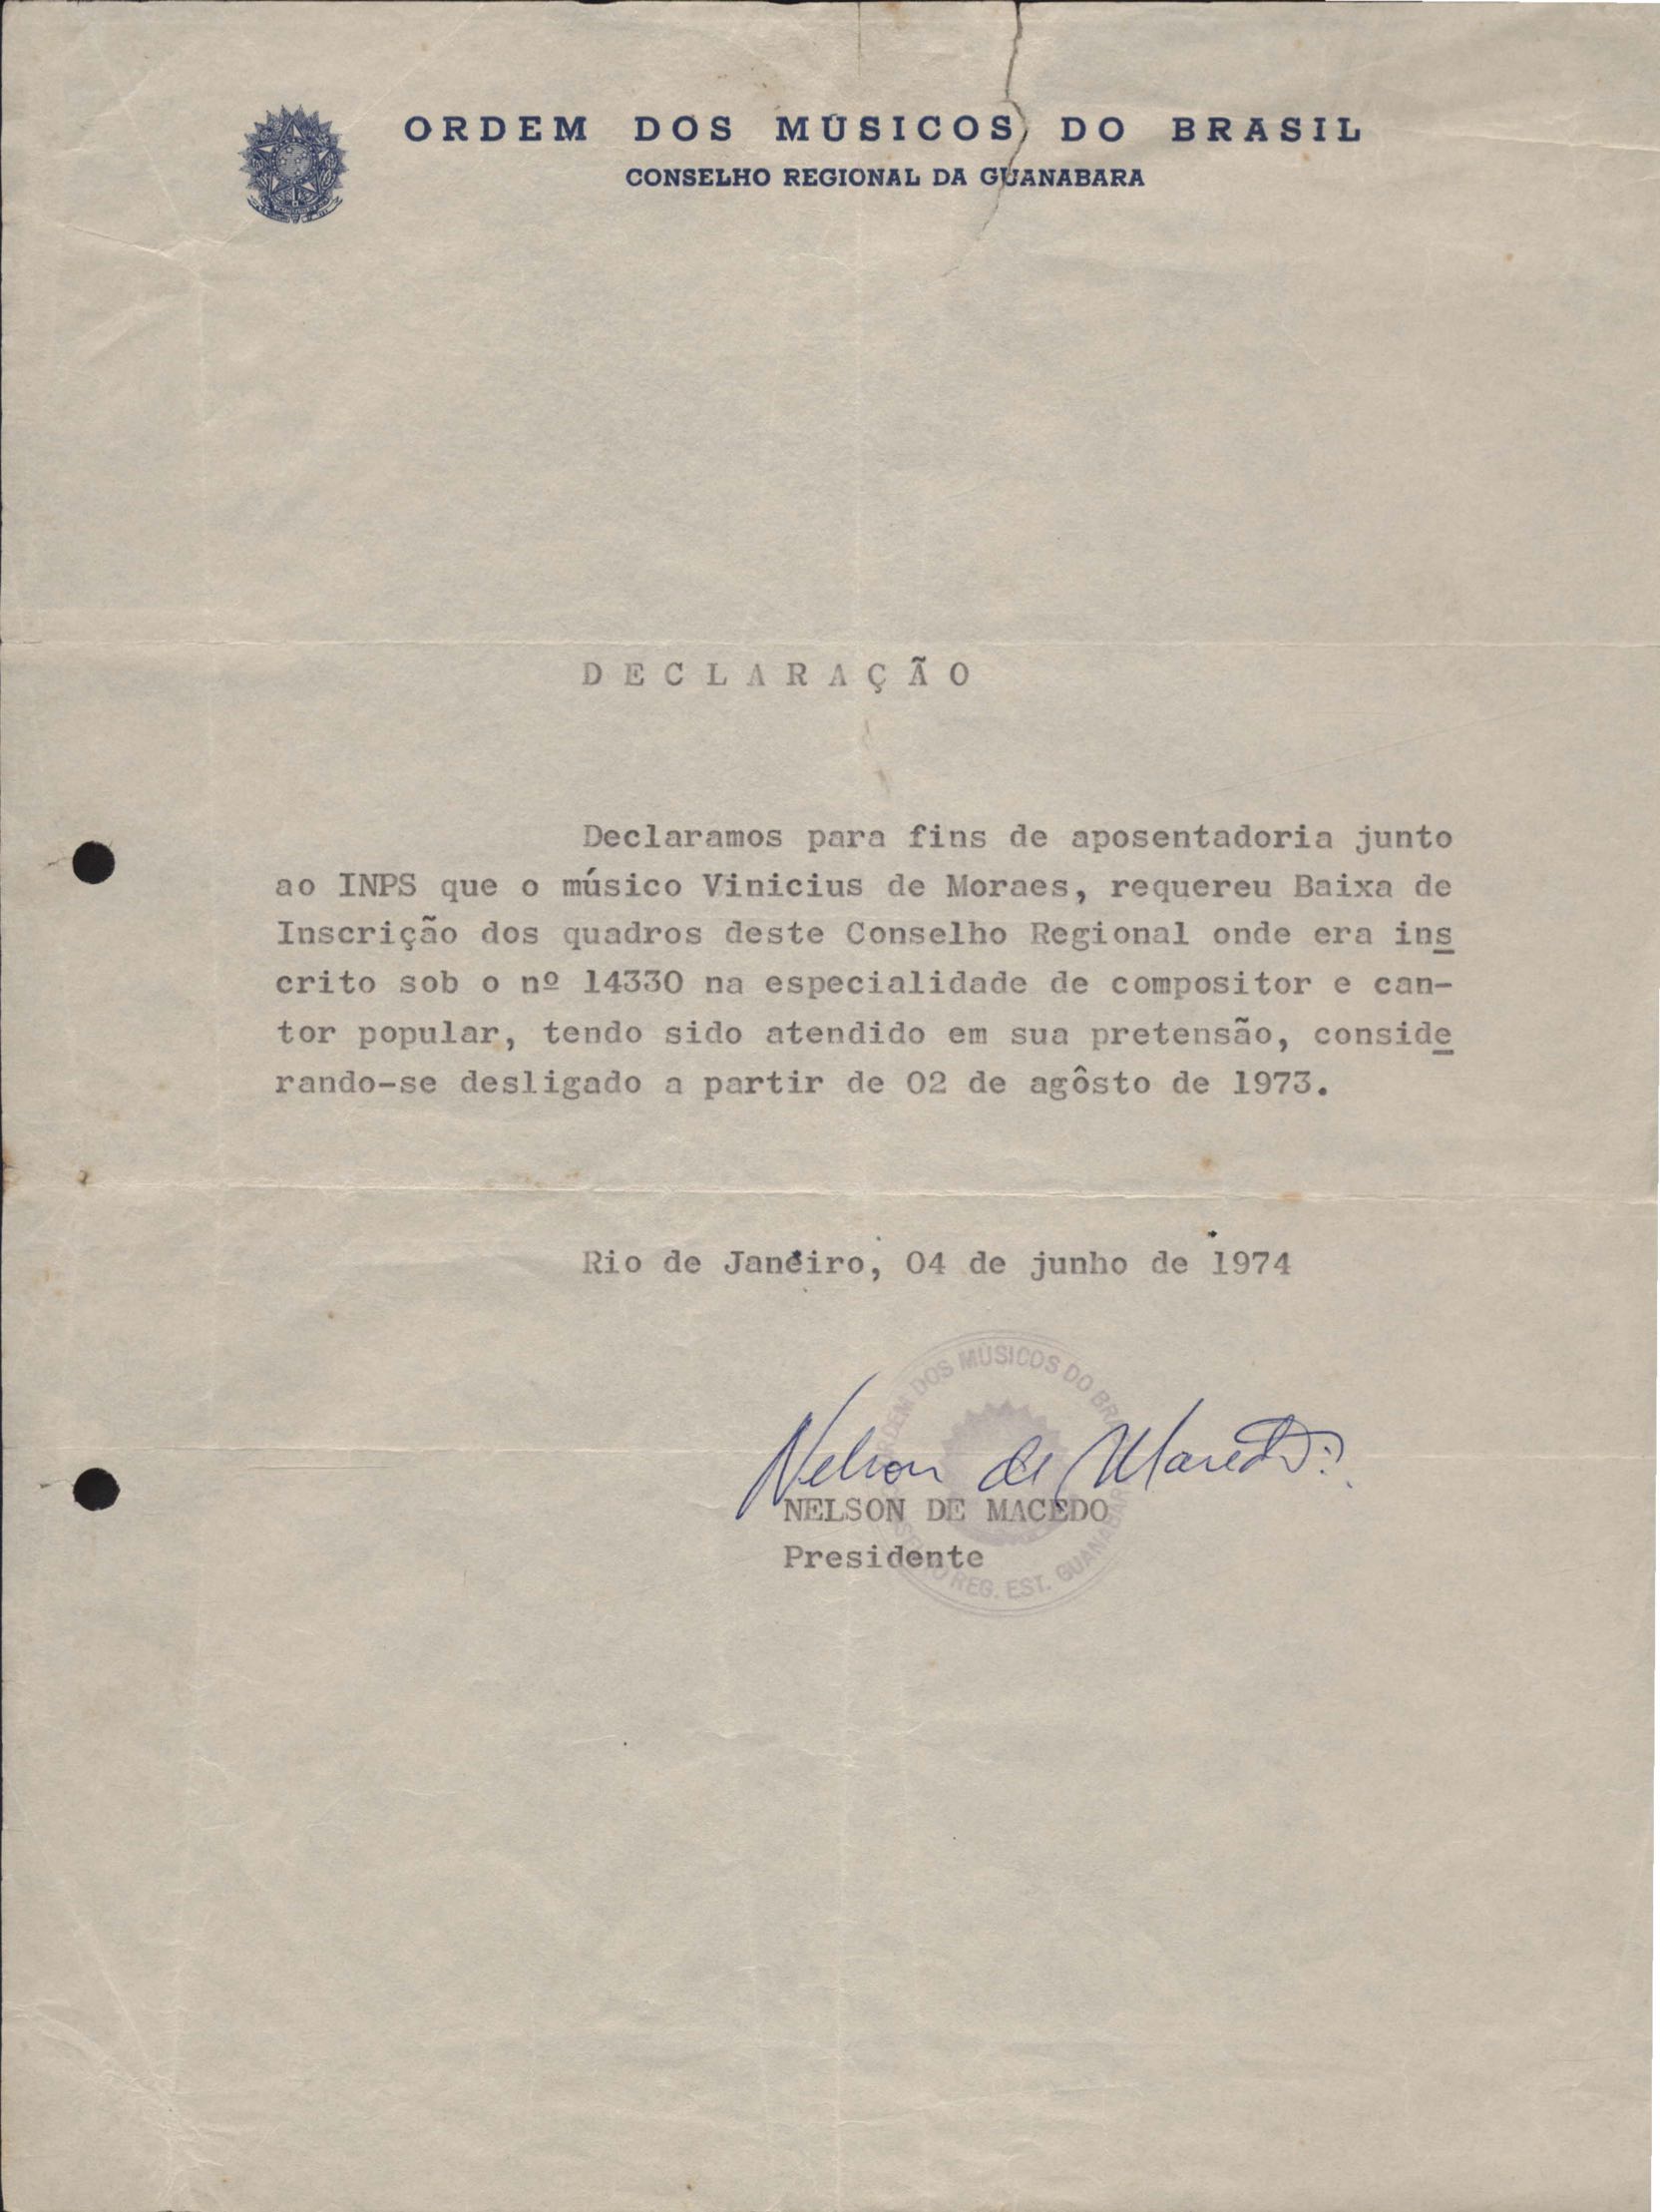 ORDEM DOS MÚSICOS DO BRASIL
CONSELHO REGIONAL DA GUANABARA
DECLARAÇÃO
Declaramos para fins de aposentadoria junto
ao INPS que o músico Vinicius de Moraes, requereu Baixa de
Inscrição dos quadros deste Conselho Regional onde era ins
crito sob o nº 14330 na especialidade de compositor e can-
tor popular, tendo sido atendido em sua pretensão, conside
rando-se desligado a partir de 02 de agôsto de 1973.
Rio de Janeiro, 04 de junho de 1974
DOS MÚSICOS DO
Nelson de Macedo
NELSON DE MACEDO
Presidente
REG. EST. GUANABAR